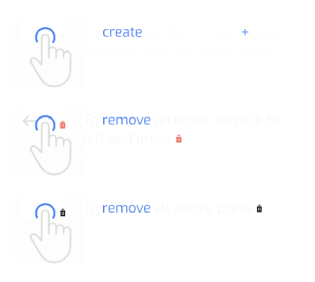 create +
To remove an order, swipe it to
left and press
To remove all alerts, press